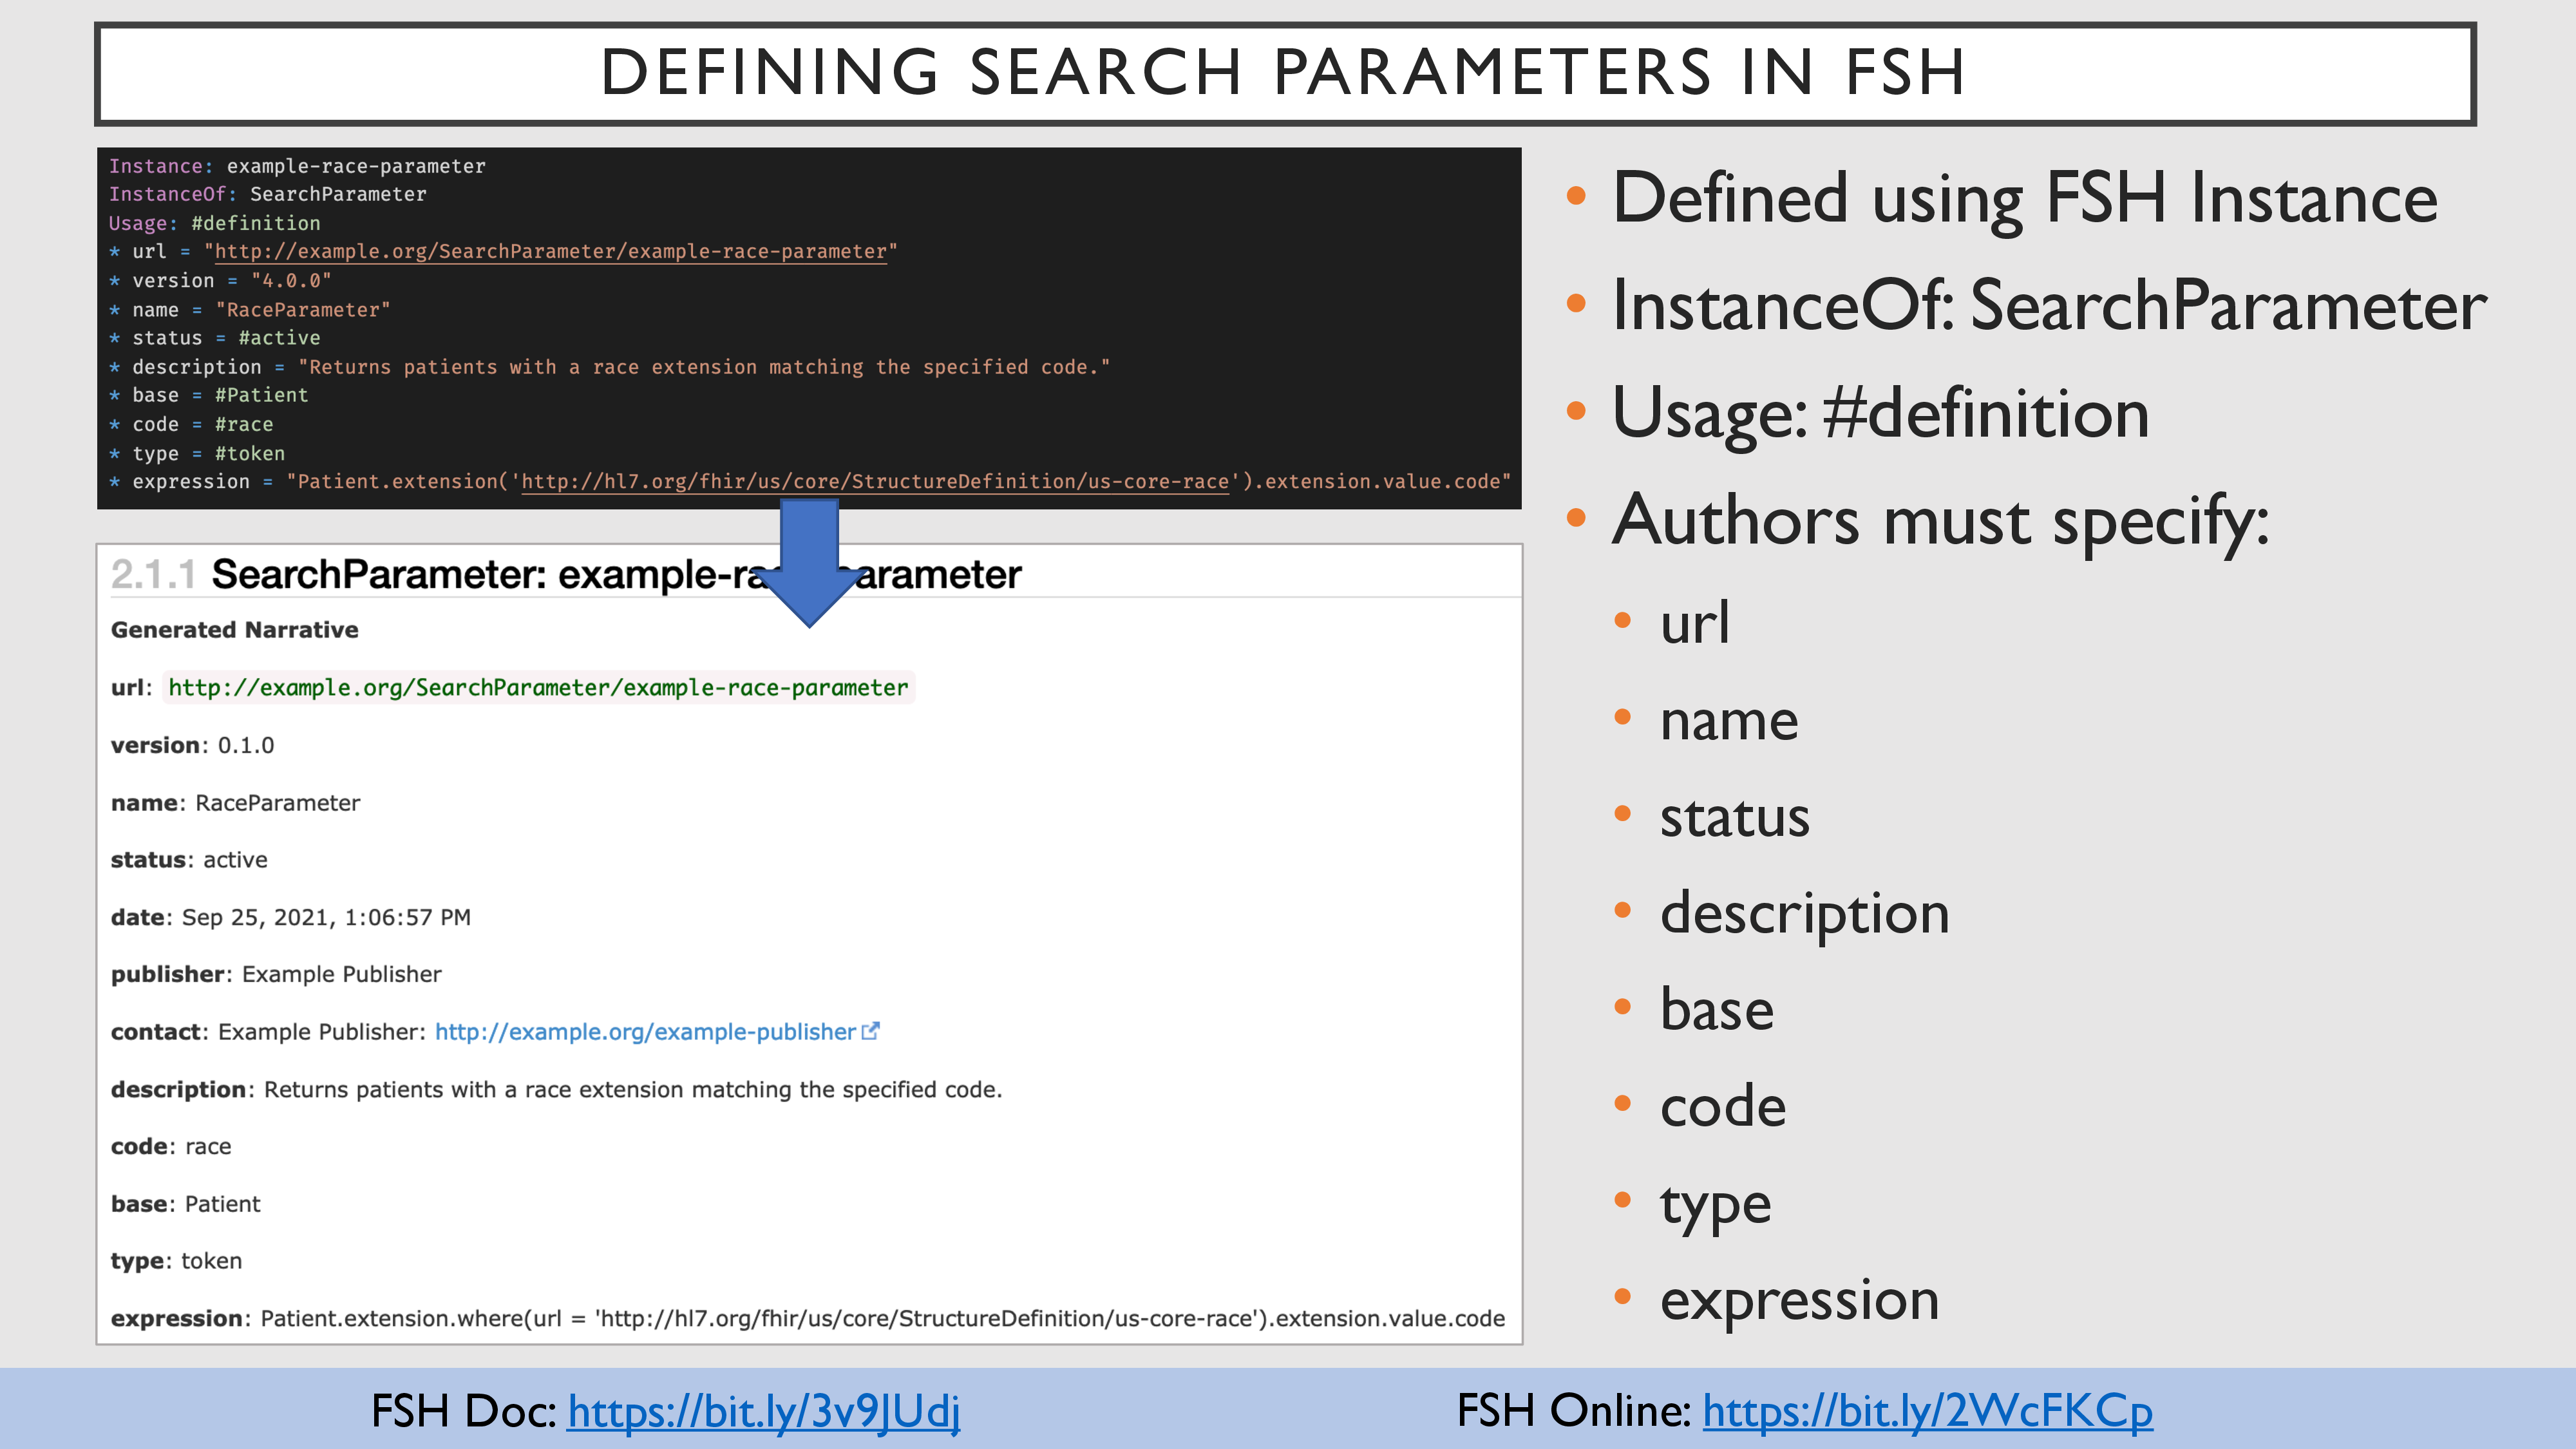 DEFINING SEARCH PARAMETERS IN FSH
Instance: example-race-parameter
InstanceOf: SearchParameter
Usage: #definition
* url = "http://example.org/SearchParameter/example-race-parameter"
* version = "4.0.0"
* name = "RaceParameter"
* status = #active
* description = "Returns patients with a race extension matching the specified code."
* base = #Patient
* code = #race
* type = #token
* expression = "Patient.extension('http://hl7.org/fhir/us/core/StructureDefinition/us-core-race').extension.value.code"
2.1.1 SearchParameter: example-ra arameter
Generated Narrative
url: http://example.org/SearchParameter/example-race-parameter
version: 0.1.0
name: RaceParameter
status: active
date: Sep 25, 2021, 1:06:57 PM
publisher: Example Publisher
contact: Example Publisher: http://example.org/example-publisher
description: Returns patients with a race extension matching the specified code.
code: race
base: Patient
type: token
expression: Patient.extension.where(url = 'http://hl7.org/fhir/us/core/StructureDefinition/us-core-race').extension.value.code
• Defined using FSH Instance
• InstanceOf: SearchParameter
• Usage: #definition
• Authors must specify:
• url
• name
• status
• description
• base
• code
• type
• expression
FSH Doc: https://bit.ly/3v9JUdj
FSH Online: https://bit.ly/2WcFKCp